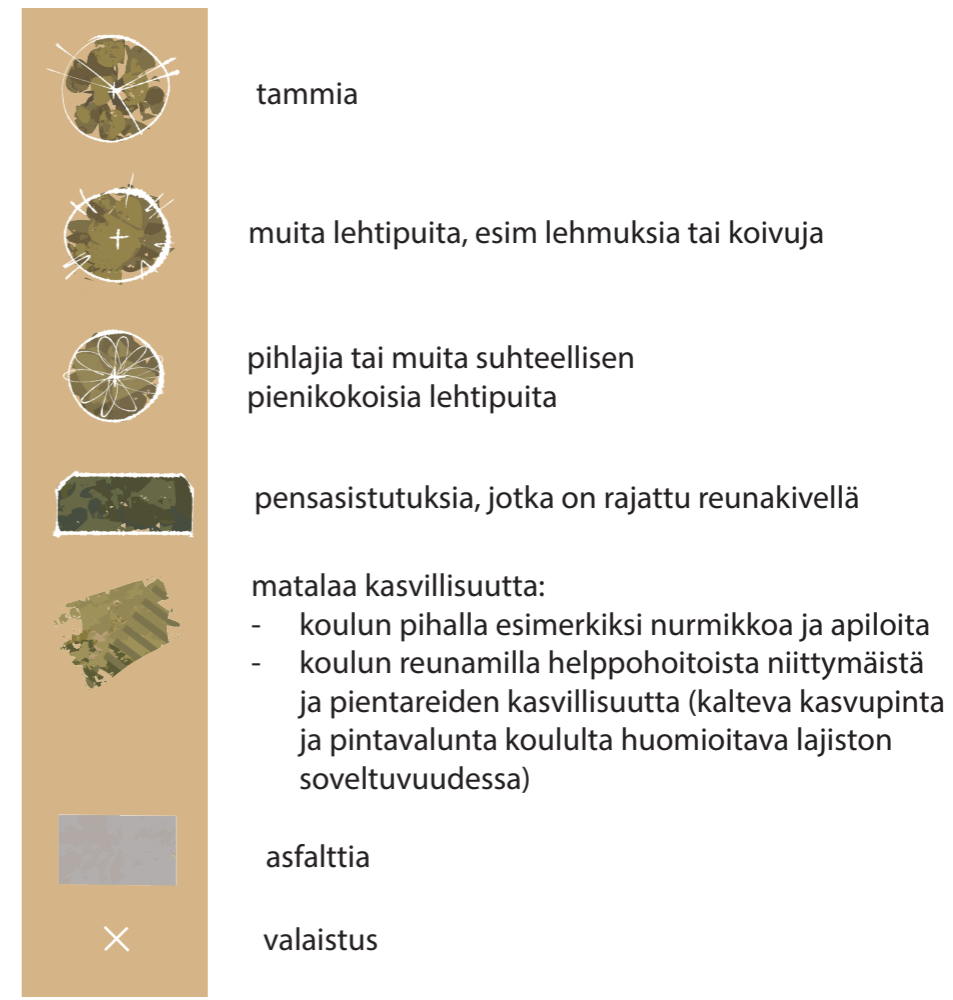 tammia
muita lehtipuita, esim lehmuksia tai koivuja
pihlajia tai muita suhteellisen
pienikokoisia lehtipuita
pensasistutuksia, jotka on rajattu reunakivellä
matalaa kasvillisuutta:
- koulun pihalla esimerkiksi nurmikkoa ja apiloita
- koulun reunamilla helppohoitoista niittymäistä
ja pientareiden kasvillisuutta (kalteva kasvupinta
ja pintavalunta koululta huomioitava lajiston
soveltuvuudessa)
asfalttia
valaistus